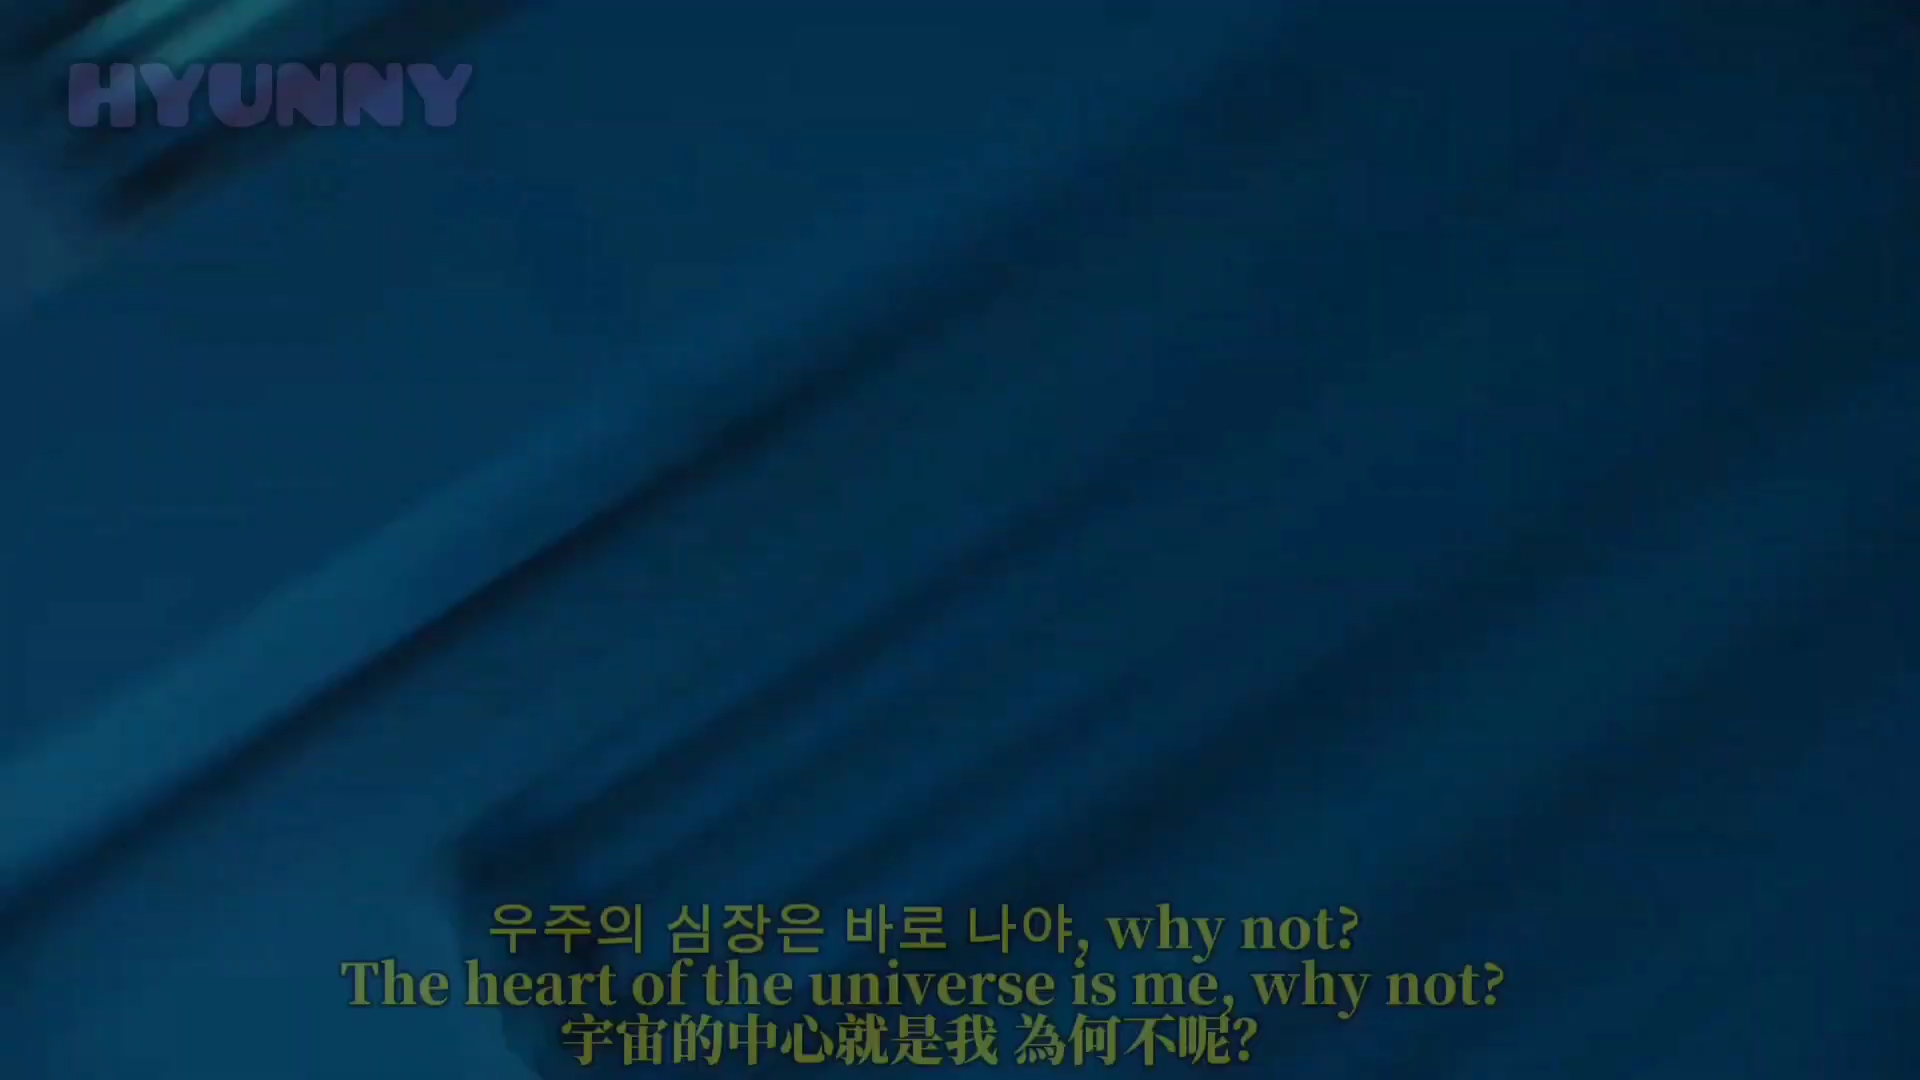 HYUNNY
우주의 심장은 바로 나야, why not?
The heart of the universe is me, why not?
宇宙的中心就是我 為何不呢?